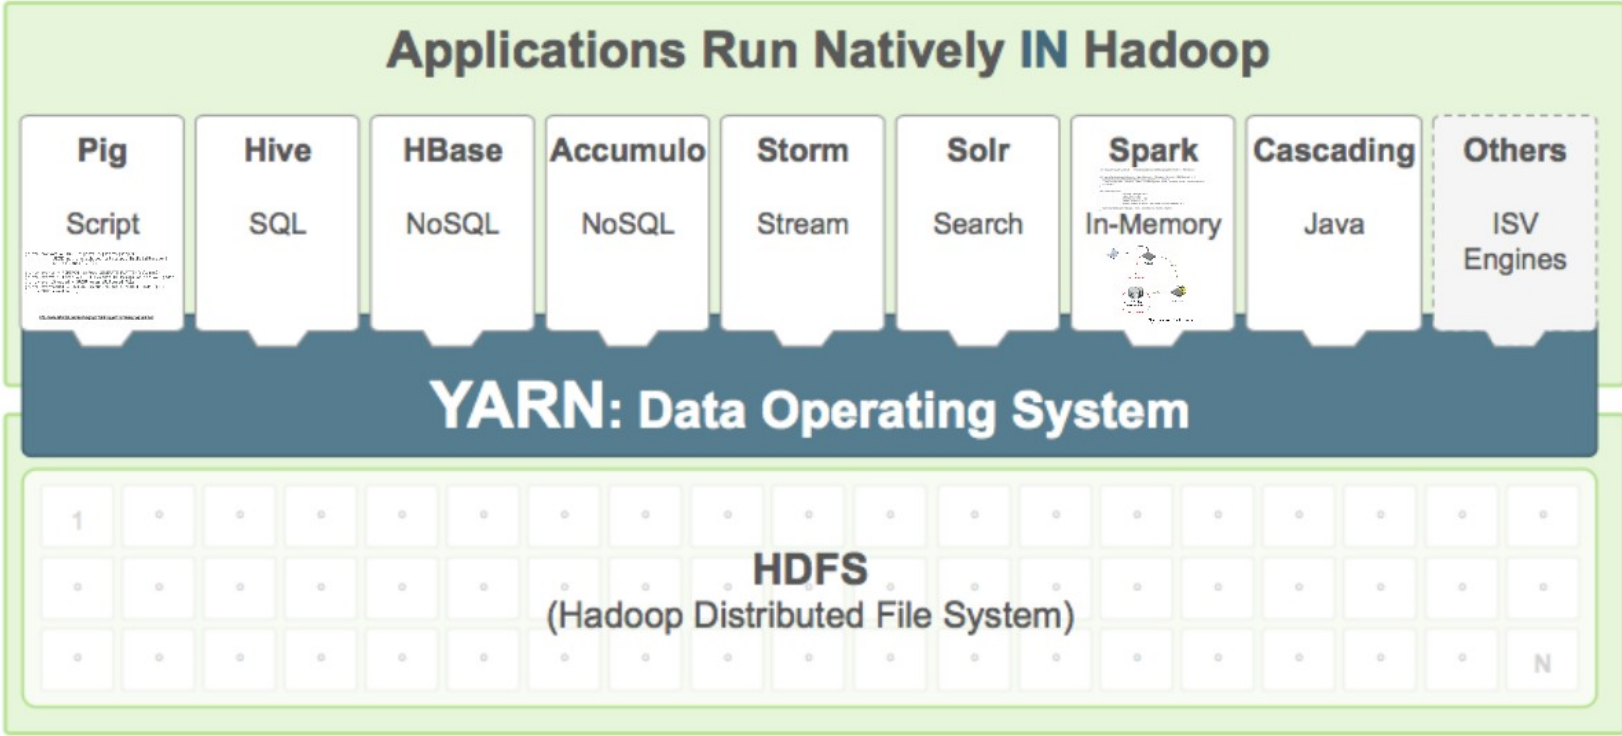 Applications Run Natively IN Hadoop
Pig
Script
Hive
SQL
HBase
NoSQL
Accumulo
NoSQL
Storm
Stream
Solr
Search
Spark
In-Memory
Cascading
Java
Others
ISV
Engines
YARN: Data Operating System
1
HDFS
(Hadoop Distributed File System)
N